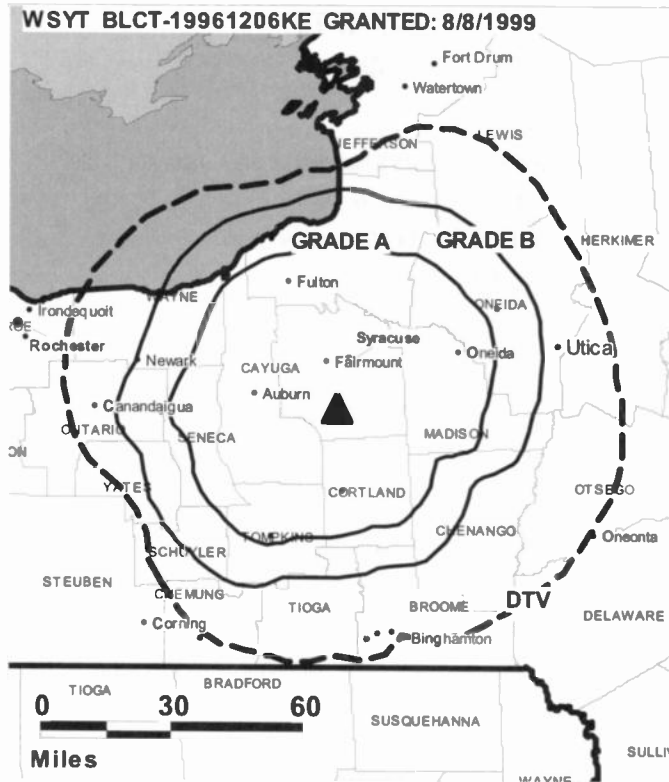 WSYT BLCT-19961206KE GRANTED: 8/8/1999
Fort Drum
Watertown
JEFFERSON
LEWIS
GRADE A
GRADE B
HERKIMER
Fulton
WAYNE
ONEIDA
Irondequoit
Rochester
Syracuse
Fairmount
Oneida
Utica
Newark
CAYUGA
Auburn
Canandaigua
ONTARIO
SENECA
MADISON
YATES
CORTLAND
OTSEGO
TOMPKINS
CHENANGO
Oneonta
SCHUYLER
STEUBEN
CHEMUNG
TIOGA
BROOME
DTV
DELAWARE
Corning
Binghamton
TIOGA
BRADFORD
0 30 60
SUSQUEHANNA
Miles
SULLIV
WAYNE